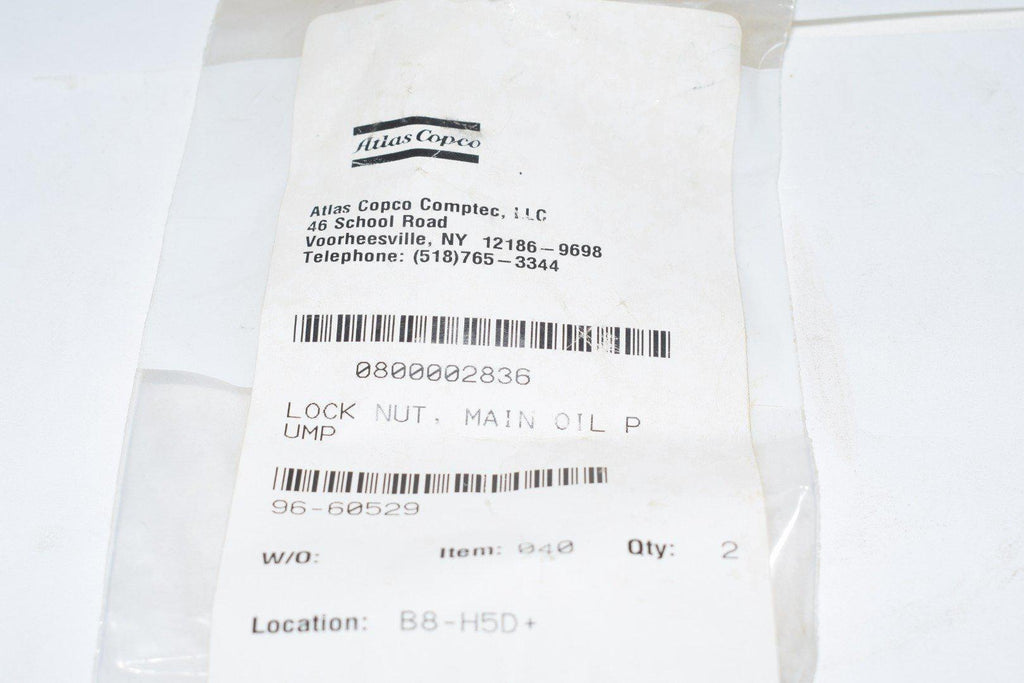 Atlas Copco
Atlas Copco Comptec, LLC
46 School Road
Voorheesville, NY 12186-9698
Telephone: (518)765-3344
0800002836
LOCK NUT, MAIN OIL P
UMP
96-60529
W/O: Item: 040 Qty: 2
Location: B8-H5D+